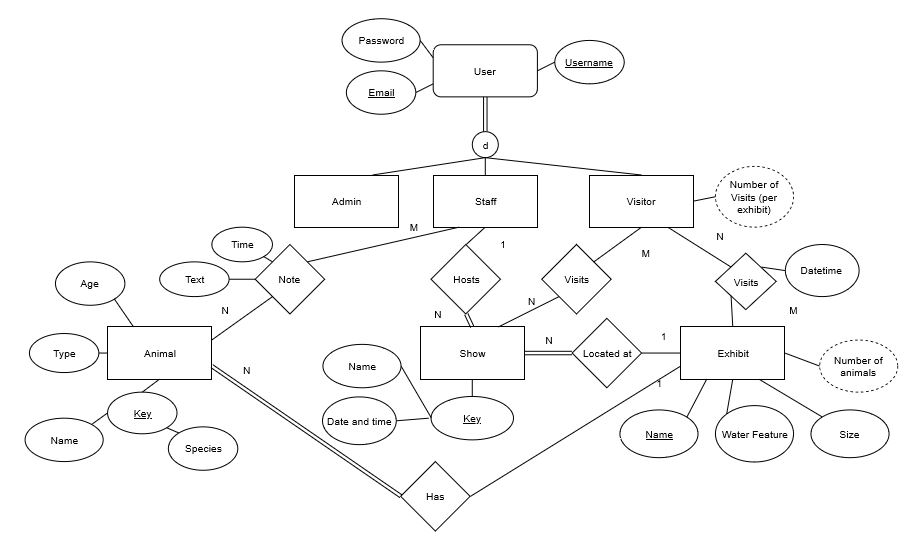 Password
User
Username
Email
d
Admin
Staff
Visitor
Number of
Visits (per
exhibit)
M
N
Time
1
M
Text
Note
Hosts
Visits
Visits
Datetime
Age
N
N
N
M
Type
Animal
Show
N
Located at
1
Exhibit
Number of
animals
N
Name
1
Name
Key
Date and time
Key
Name
Water Feature
Size
Species
Has